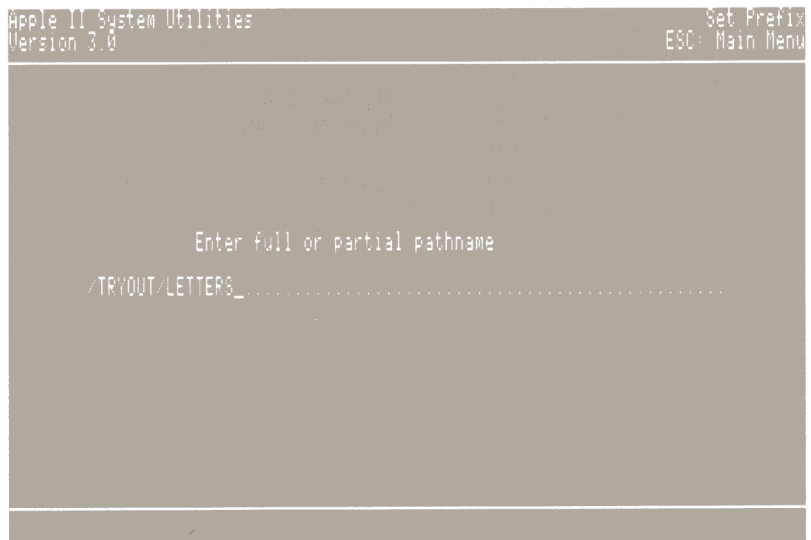 Apple II System Utilities
Set Prefix
Version 3.0
ESC: Main Menu
Enter full or partial pathname
/TRYOUT/LETTERS_